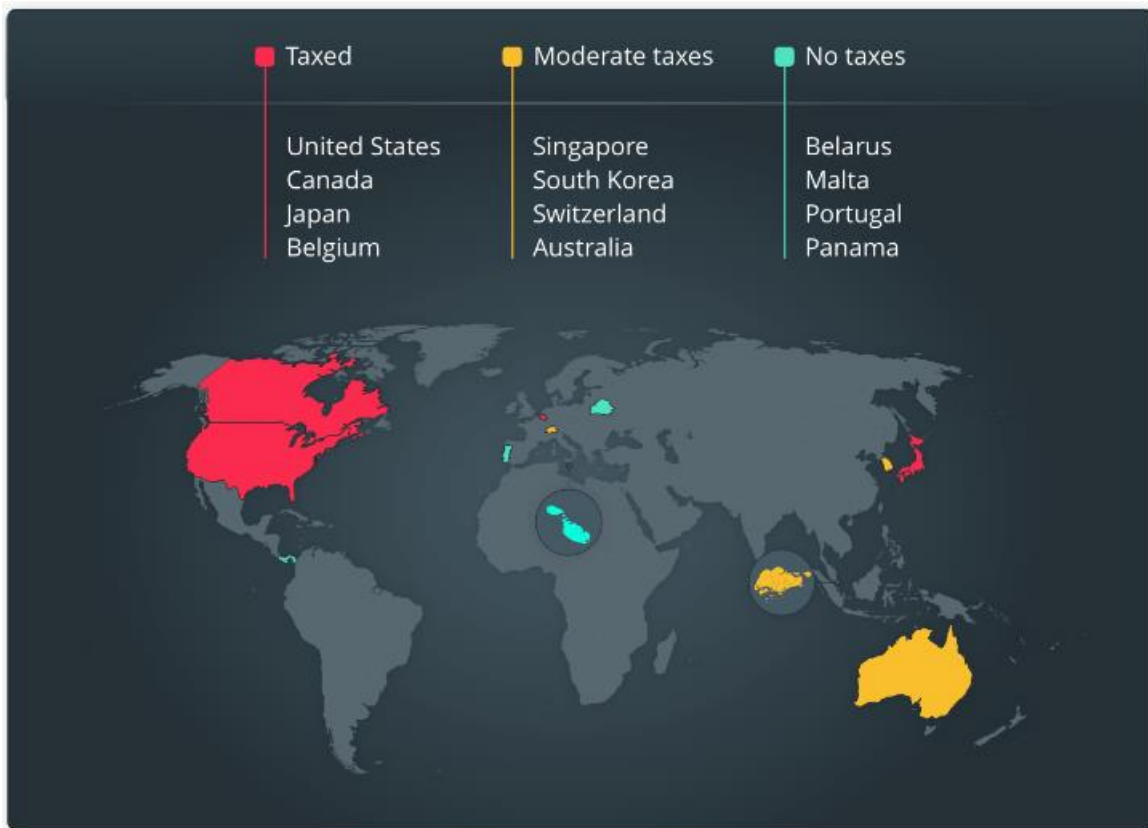 Taxed
United States
Canada
Japan
Belgium
Moderate taxes
Singapore
South Korea
Switzerland
Australia
No taxes
Belarus
Malta
Portugal
Panama